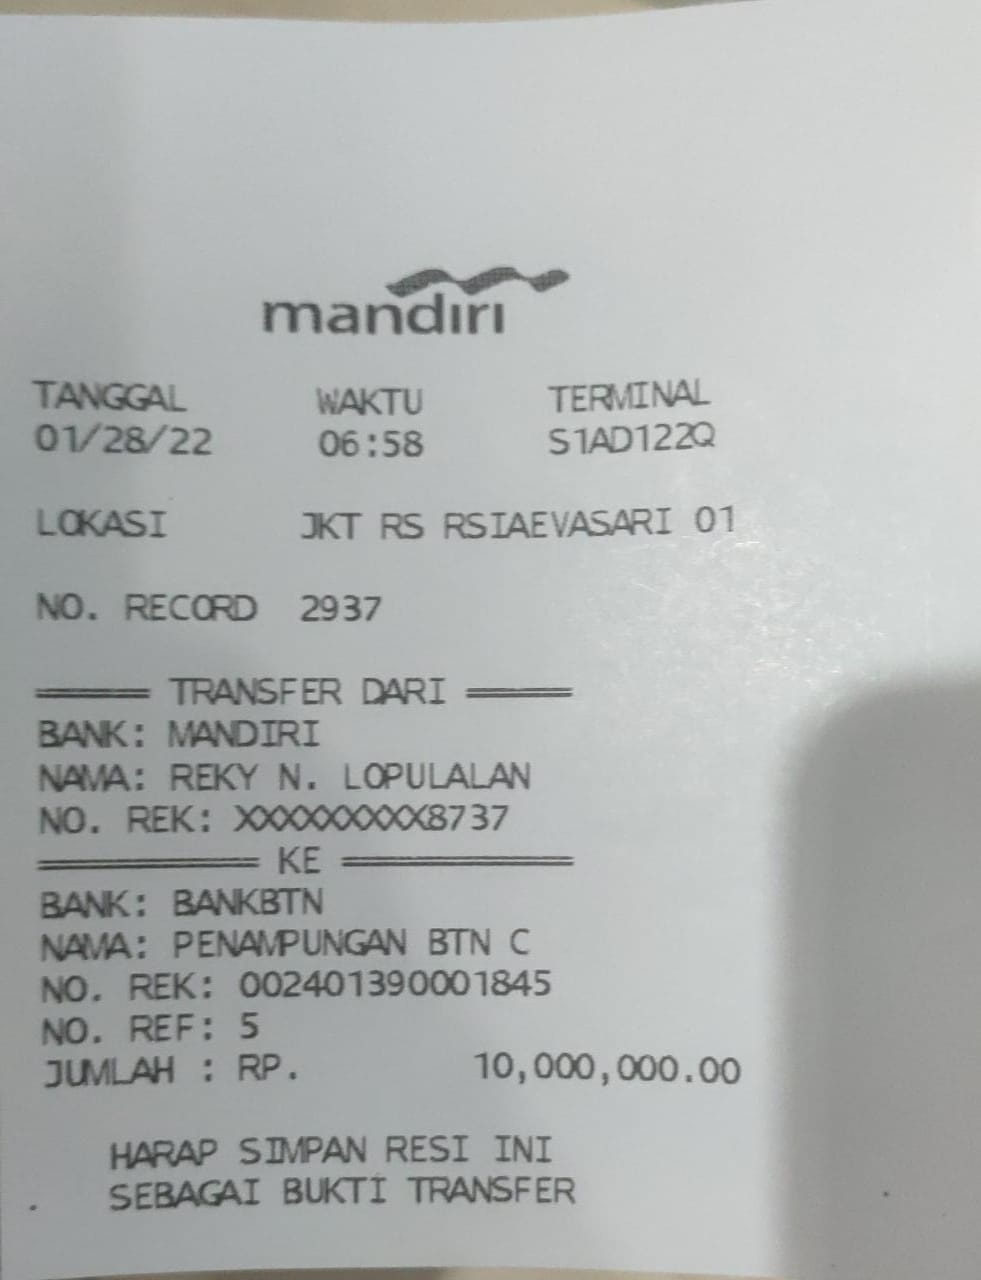 mandiri
TANGGAL WAKTU TERMINAL
01/28/22 06:58 S1AD122Q
LOKASI JKT RS RSIAEVASARI 01
NO. RECORD 2937
TRANSFER DARI
BANK: MANDIRI
NAMA: REKY N. LOPULALAN
NO. REK: XXXXXXXXX8737
KE
BANK: BANKBTN
NAMA: PENAMPUNGAN BTN C
NO. REK: 0024013900001845
NO. REF: 5
JUMLAH : RP. 10,000,000.00
HARAP SIMPAN RESI INI
SEBAGAI BUKTI TRANSFER